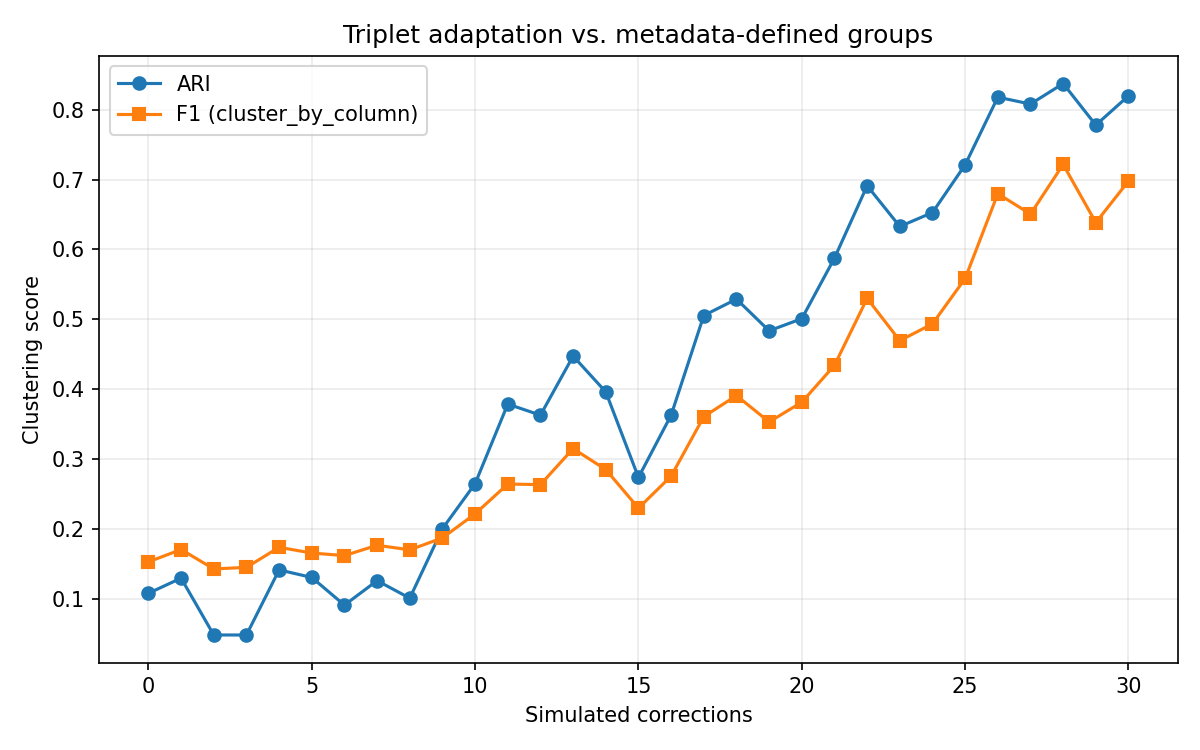 Triplet adaptation vs. metadata-defined groups
ARI
F1 (cluster_by_column)
Clustering score
0.8
0.7
0.6
0.5
0.4
0.3
0.2
0.1
0 5 10 15 20 25 30
Simulated corrections